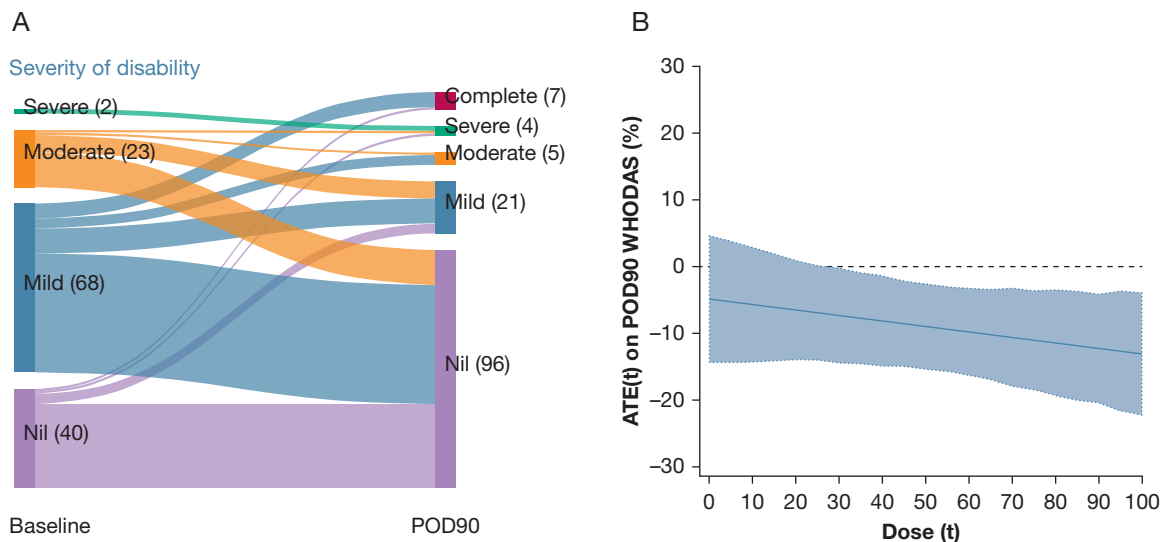 A
Severity of disability
Severe (2)
Moderate (23)
Mild (68)
Nil (40)
Complete (7)
Severe (4)
Moderate (5)
Mild (21)
Nil (96)
Baseline
POD90
B
ATE(t) on POD90 WHODAS (%)
30
20
10
0
−10
−20
−30
0 10 20 30 40 50 60 70 80 90 100
Dose (t)